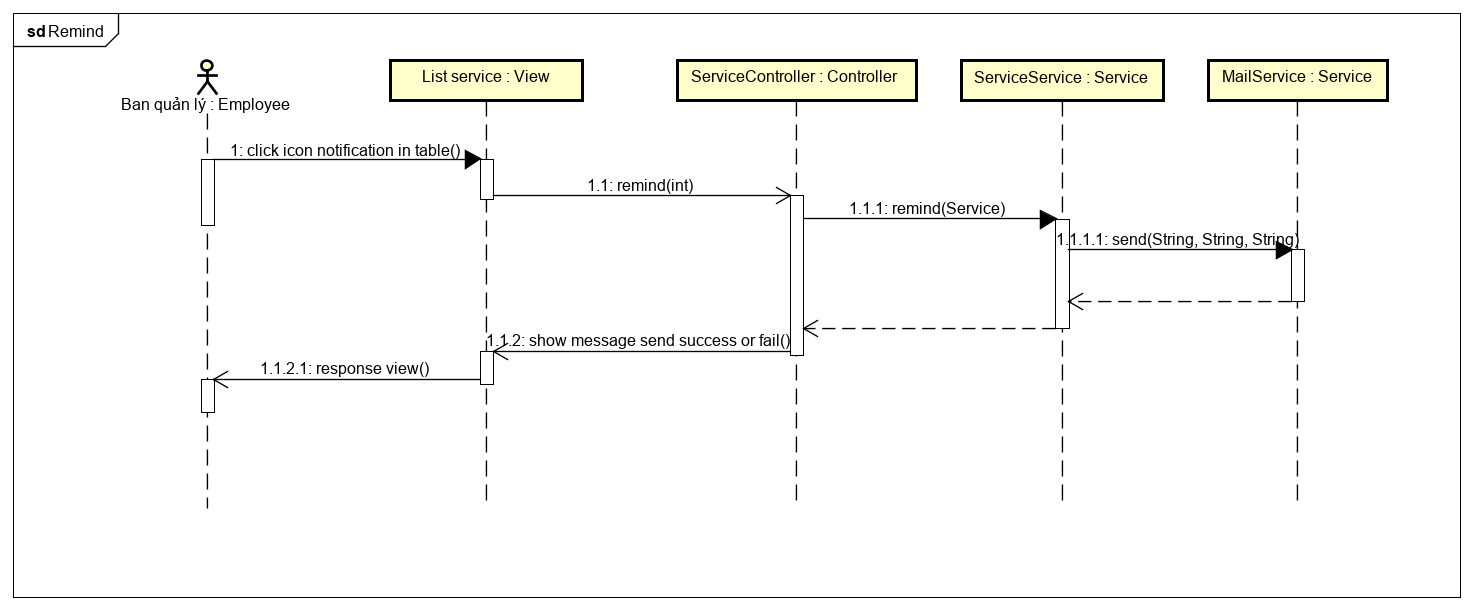 sd Remind
Ban quản lý : Employee
List service : View
ServiceController : Controller
ServiceService : Service
MailService : Service
1: click icon notification in table()
1.1: remind(int)
1.1.1: remind(Service)
1.1.1.1: send(String, String, String)
1.1.2: show message send success or fail()
1.1.2.1: response view()